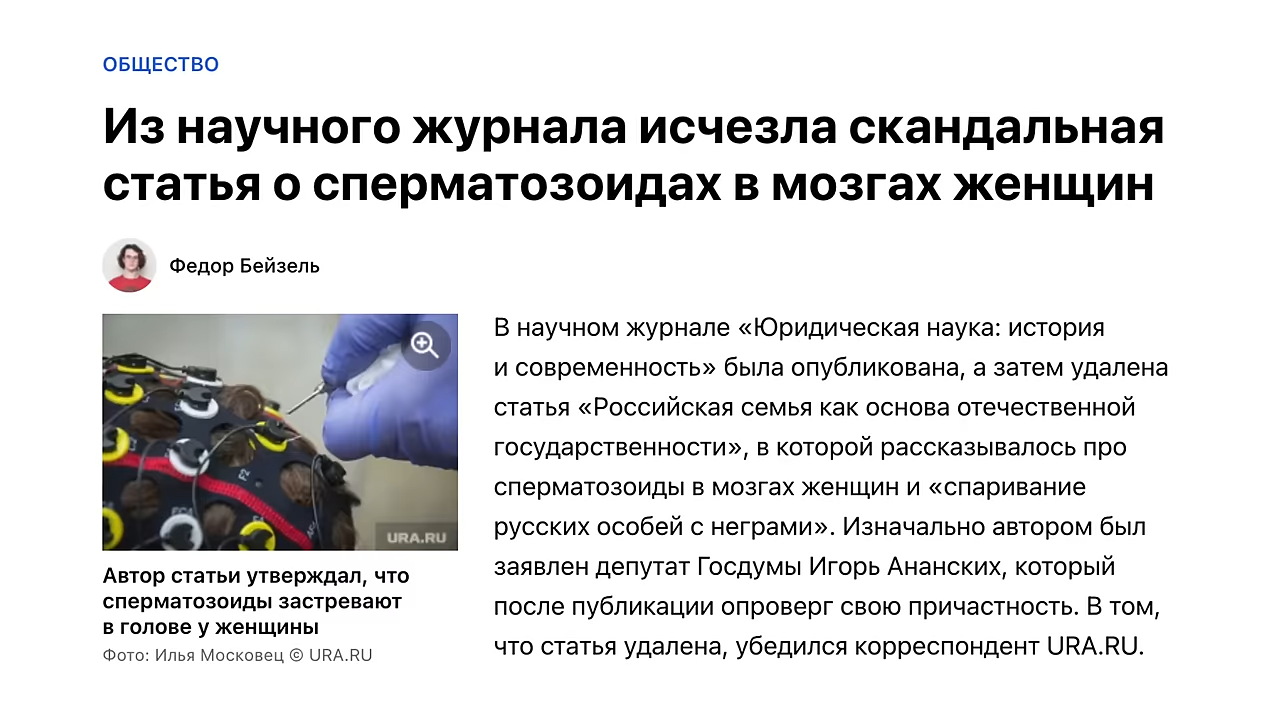 ОБЩЕСТВО
Из научного журнала исчезла скандальная
статья о сперматозоидах в мозгах женщин
Федор Бейзель
URA.RU
Автор статьи утверждал, что
сперматозоиды застревают
в голове у женщины
Фото: Илья Московец © URA.RU
В научном журнале «Юридическая наука: история
и современность» была опубликована, а затем удалена
статья «Российская семья как основа отечественной
государственности», в которой рассказывалось про
сперматозоиды в мозгах женщин и «спаривание
русских особей с неграми». Изначально автором был
заявлен депутат Госдумы Игорь Ананских, который
после публикации опроверг свою причастность. В том,
что статья удалена, убедился корреспондент URA.RU.